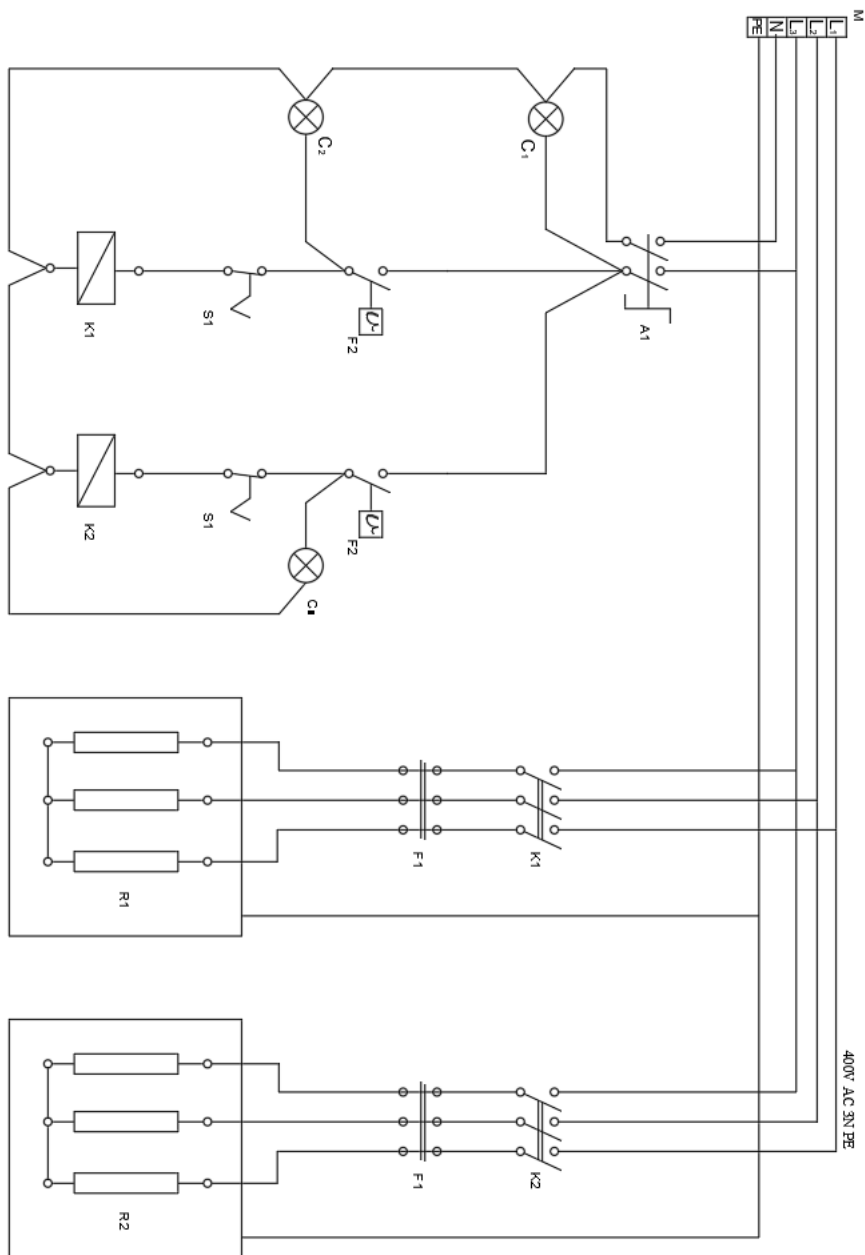 M
400V AC 3N PE
L₁
L₂
L₃
N
PE
A1
C₁
K1
K2
F1
F1
F2
F2
C₂
S1
S1
R1
R2
K1
K2